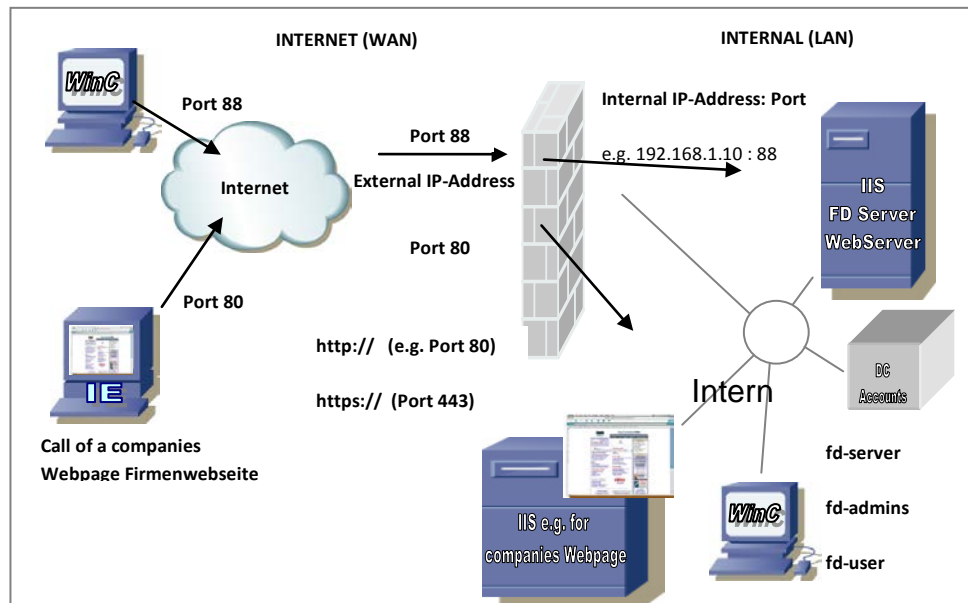 INTERNET (WAN)
INTERNAL (LAN)
WinC
Port 88
Internal IP-Address: Port
Port 88
e.g. 192.168.1.10 : 88
Internet
External IP-Address
IIS
FD Server
WebServer
Port 80
Port 80
http:// (e.g. Port 80)
IE
https:// (Port 443)
Intern
DC
Accounts
Call of a companies
Webpage Firmenwebseite
IIS e.g. for
companies Webpage
WinC
fd-server
fd-admins
fd-user